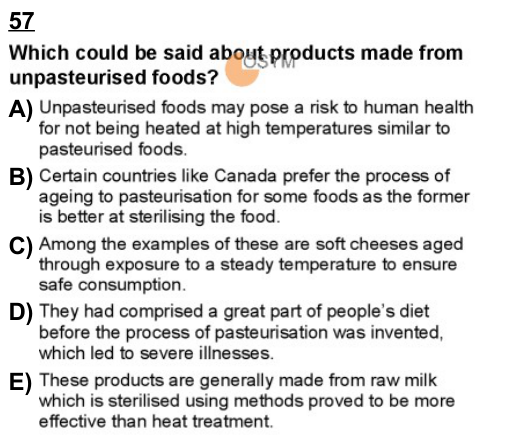 57
Which could be said about products made from
unpasteurised foods?
ÖSYM
A) Unpasteurised foods may pose a risk to human health
for not being heated at high temperatures similar to
pasteurised foods.
B) Certain countries like Canada prefer the process of
ageing to pasteurisation for some foods as the former
is better at sterilising the food.
C) Among the examples of these are soft cheeses aged
through exposure to a steady temperature to ensure
safe consumption.
D) They had comprised a great part of people's diet
before the process of pasteurisation was invented,
which led to severe illnesses.
E) These products are generally made from raw milk
which is sterilised using methods proved to be more
effective than heat treatment.